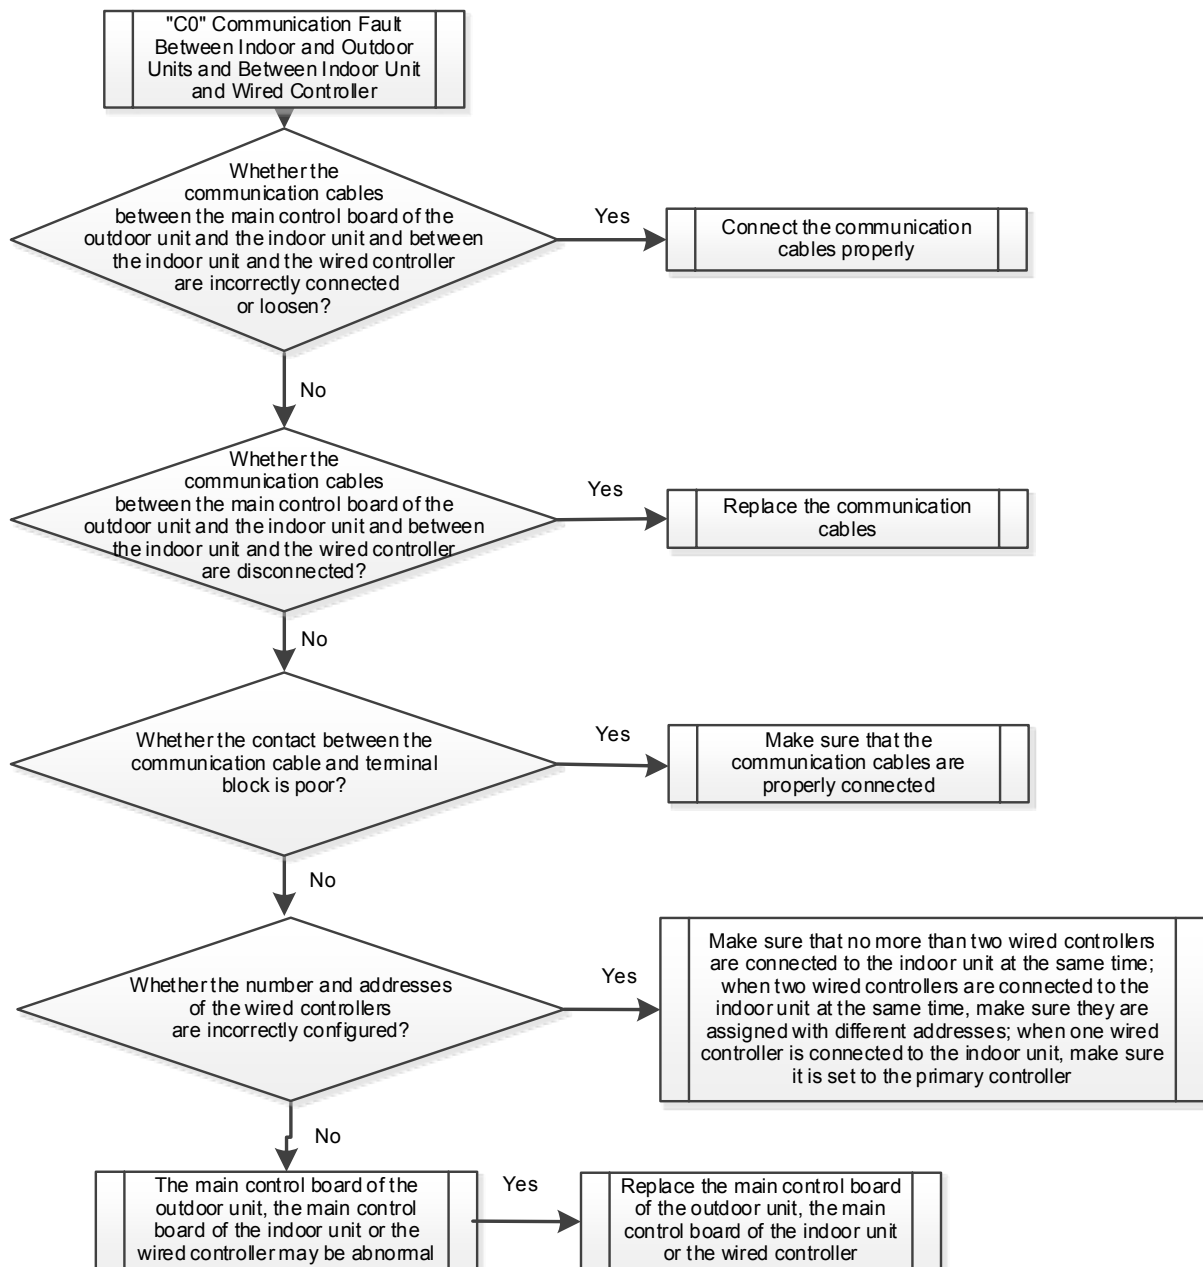 "C0" Communication Fault
Between Indoor and Outdoor
Units and Between Indoor Unit
and Wired Controller
Whether the
communication cables
between the main control board of the
outdoor unit and the indoor unit and between
the indoor unit and the wired controller
are incorrectly connected
or loosen?
Yes
Connect the communication
cables properly
No
Whether the
communication cables
between the main control board of the
outdoor unit and the indoor unit and between
the indoor unit and the wired controller
are disconnected?
Yes
Replace the communication
cables
No
Whether the contact between the
communication cable and terminal
block is poor?
Yes
Make sure that the
communication cables are
properly connected
No
Whether the number and addresses
of the wired controllers
are incorrectly configured?
Yes
Make sure that no more than two wired controllers
are connected to the indoor unit at the same time;
when two wired controllers are connected to the
indoor unit at the same time, make sure they are
assigned with different addresses; when one wired
controller is connected to the indoor unit, make sure
it is set to the primary controller
No
The main control board of the
outdoor unit, the main control
board of the indoor unit or the
wired controller may be abnormal
Yes
Replace the main control board
of the outdoor unit, the main
control board of the indoor unit
or the wired controller